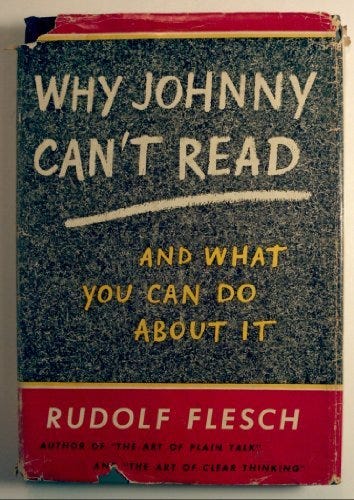 WHY JOHNNY
CAN'T READ
AND WHAT
YOU CAN DO
ABOUT IT
RUDOLF FLESCH
AUTHOR OF "THE ART OF PLAIN TALK"
AND "THE ART OF CLEAR THINKING"